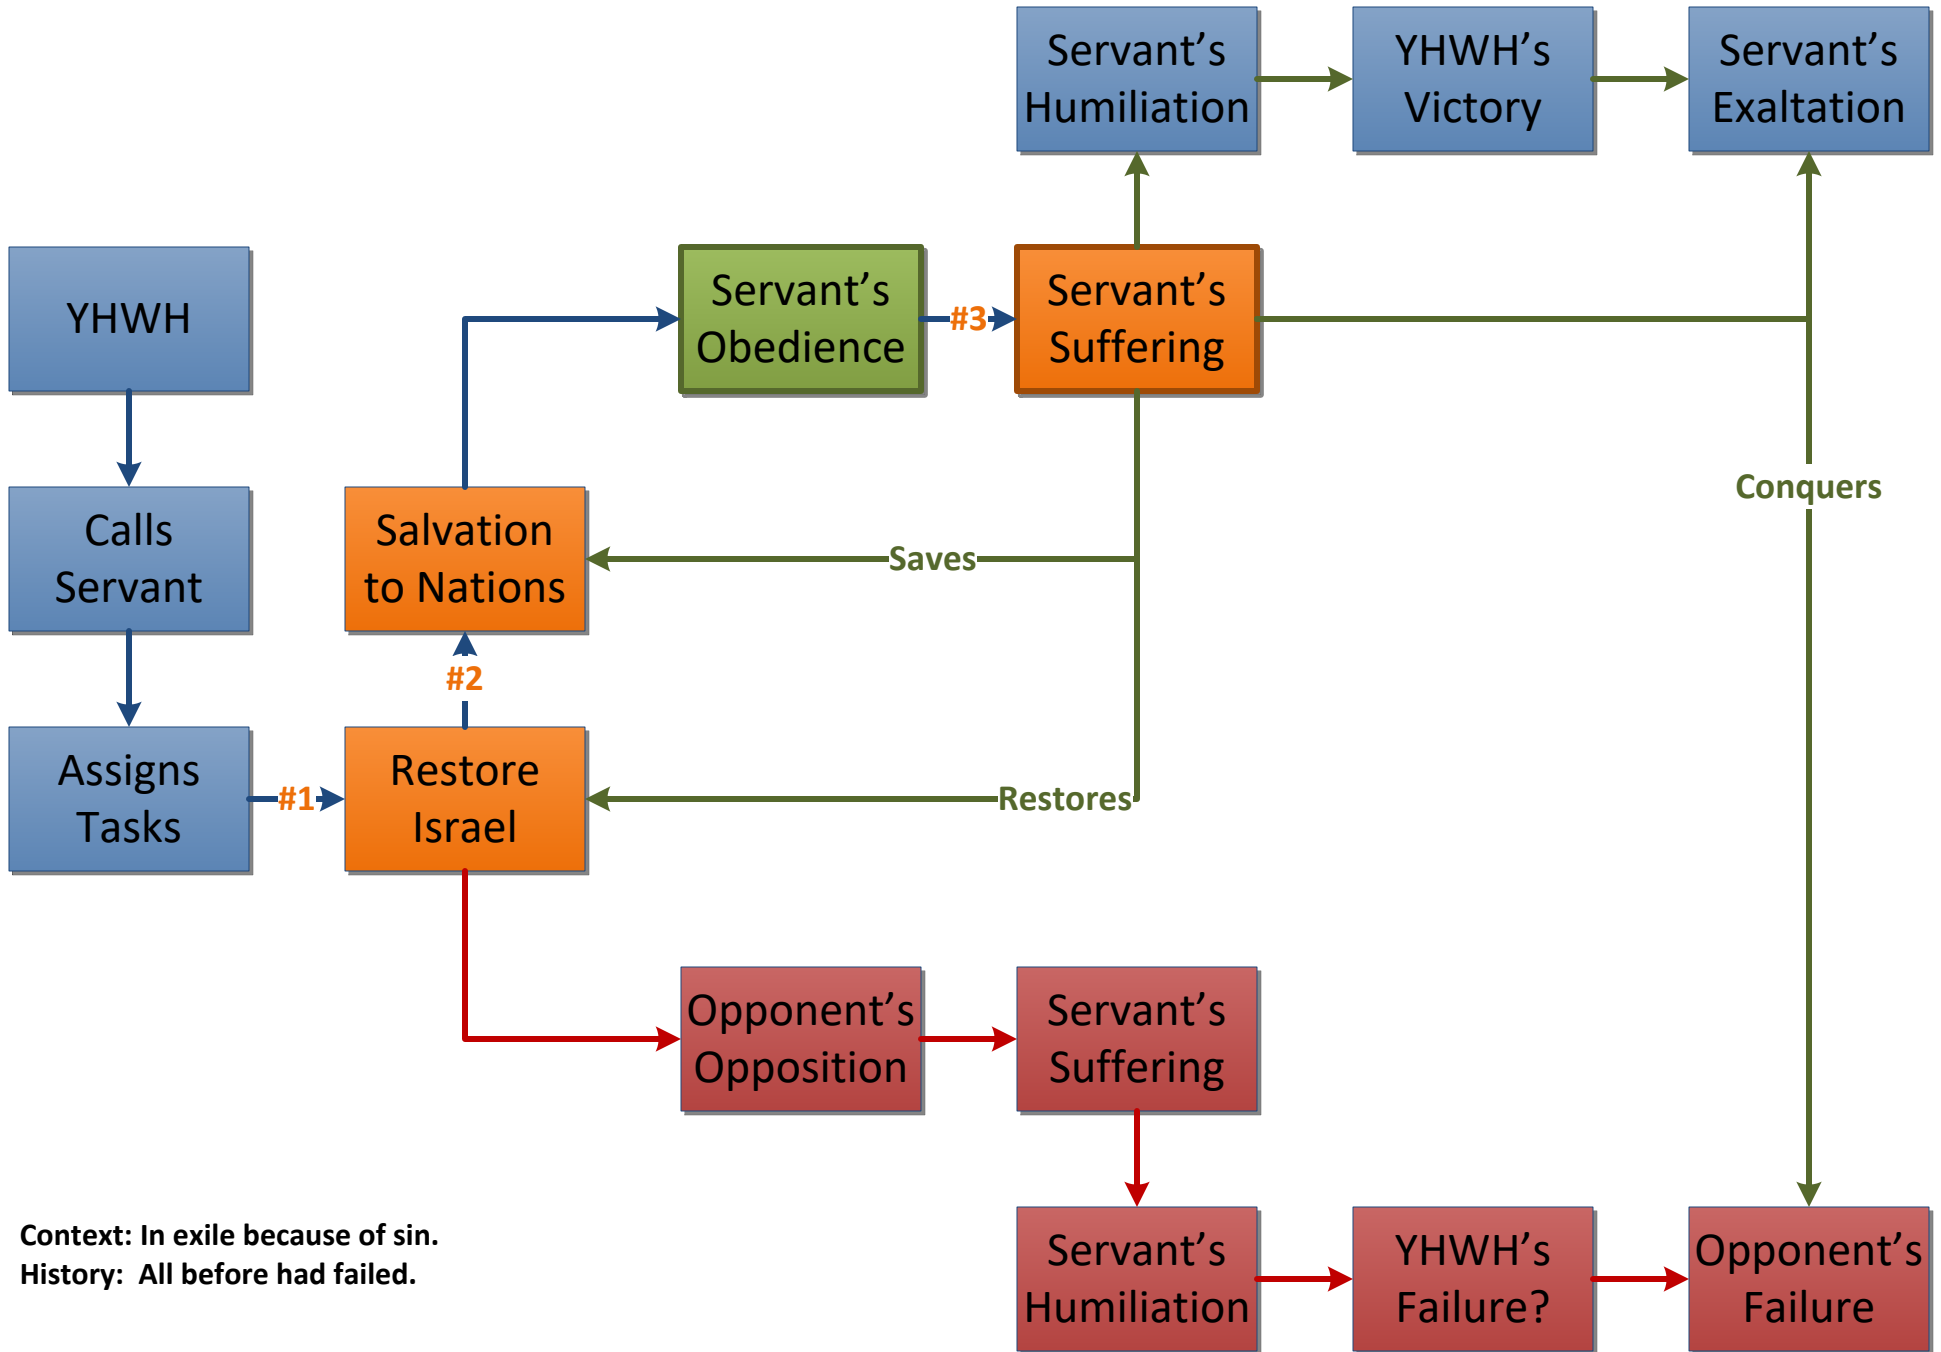 Servant’s
Humiliation
YHWH’s
Victory
Servant’s
Exaltation
YHWH
Servant’s
Obedience
#3
Servant’s
Suffering
Calls
Servant
Salvation
to Nations
Saves
Conquers
#2
Assigns
Tasks
#1
Restore
Israel
Restores
Opponent’s
Opposition
Servant’s
Suffering
Context: In exile because of sin.
History:  All before had failed.
Servant’s
Humiliation
YHWH’s
Failure?
Opponent’s
Failure